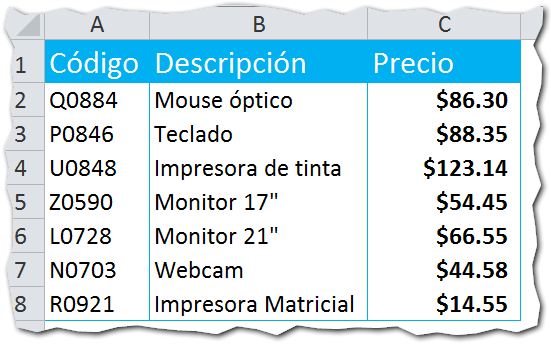 A B C
1 Código Descripción Precio
2 Q0884 Mouse óptico $86.30
3 P0846 Teclado $88.35
4 U0848 Impresora de tinta $123.14
5 Z0590 Monitor 17" $54.45
6 L0728 Monitor 21" $66.55
7 N0703 Webcam $44.58
8 R0921 Impresora Matricial $14.55